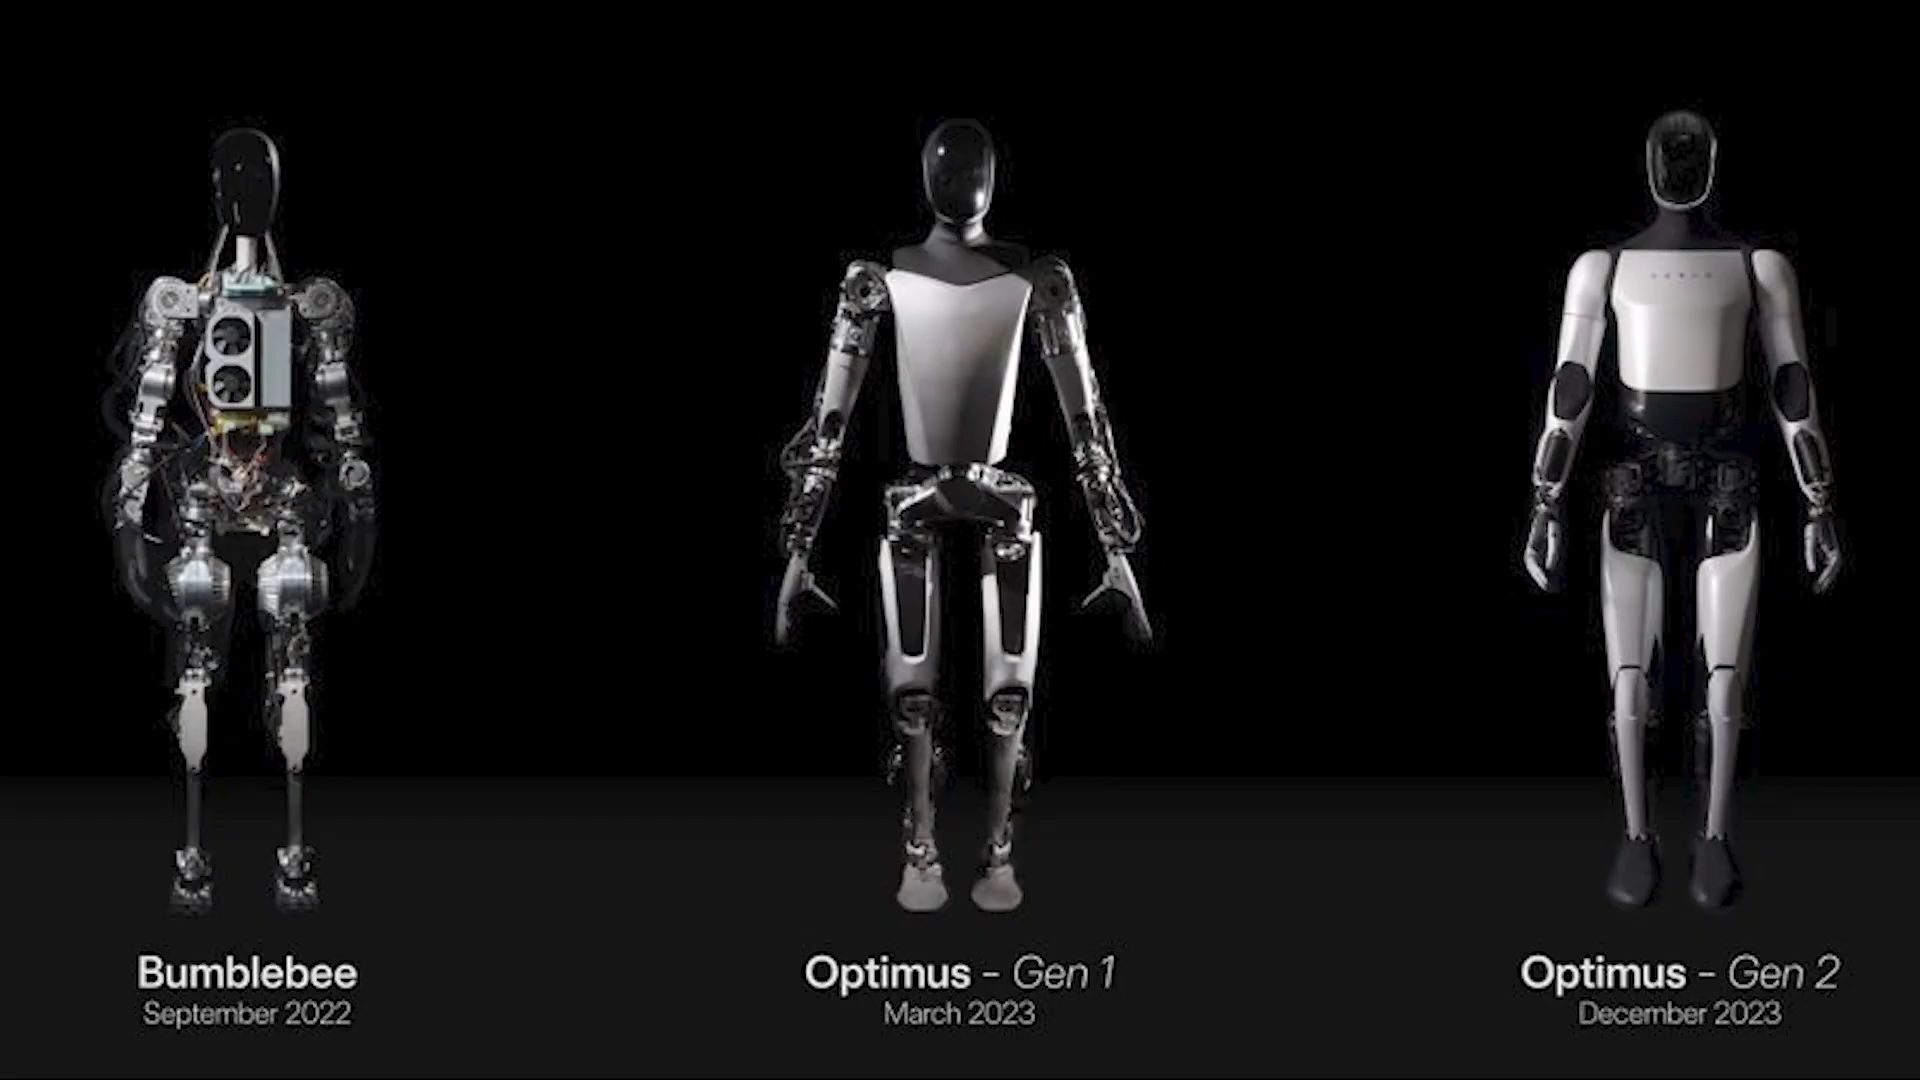 Bumblebee
September 2022
Optimus - Gen 1
March 2023
Optimus - Gen 2
December 2023